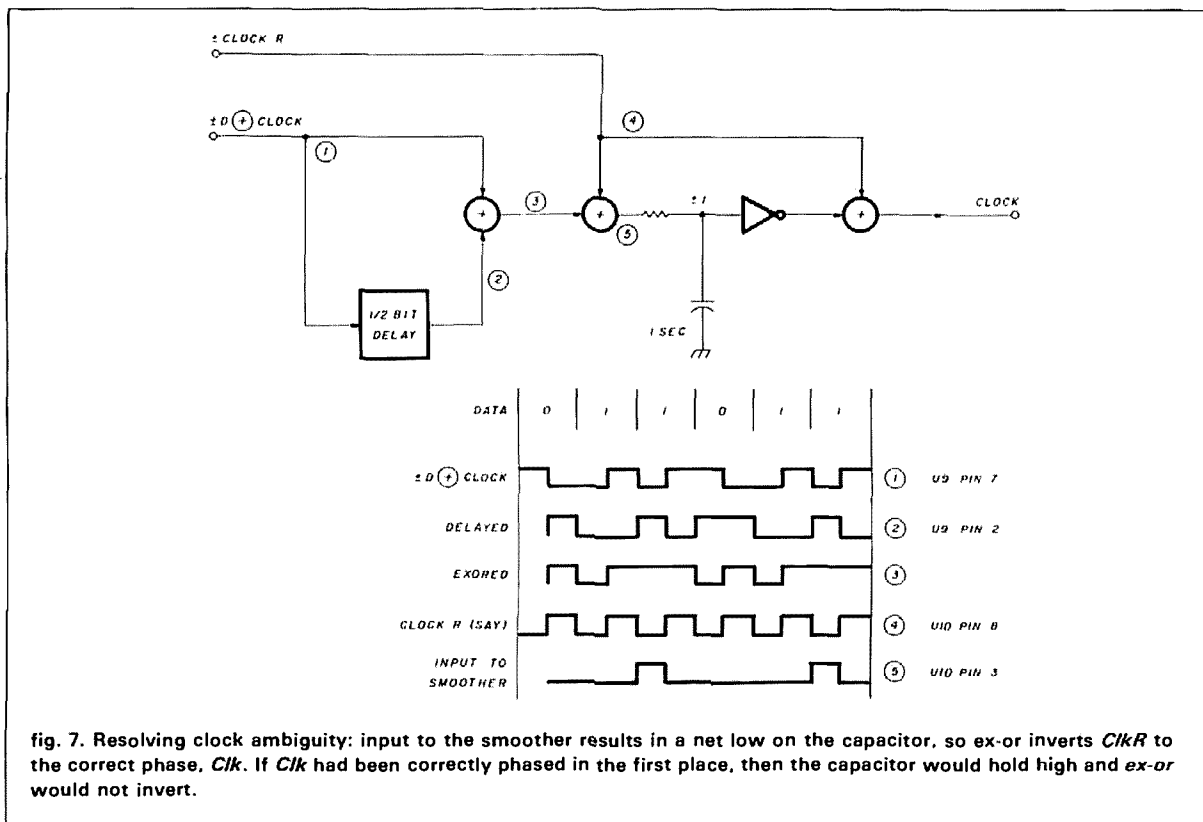 ± CLOCK R
± D ⊕ CLOCK
①
④
③
⑤
± 1
CLOCK
②
1/2 BIT
DELAY
1 SEC
DATA 0 1 1 0 1 1
± D ⊕ CLOCK ① U9 PIN 7
DELAYED ② U9 PIN 2
EXORED ③
CLOCK R (SAY) ④ U10 PIN 8
INPUT TO
SMOOTHER ⑤ U10 PIN 3
fig. 7. Resolving clock ambiguity: input to the smoother results in a net low on the capacitor, so ex-or inverts ClkR to
the correct phase, Clk. If Clk had been correctly phased in the first place, then the capacitor would hold high and ex-or
would not invert.